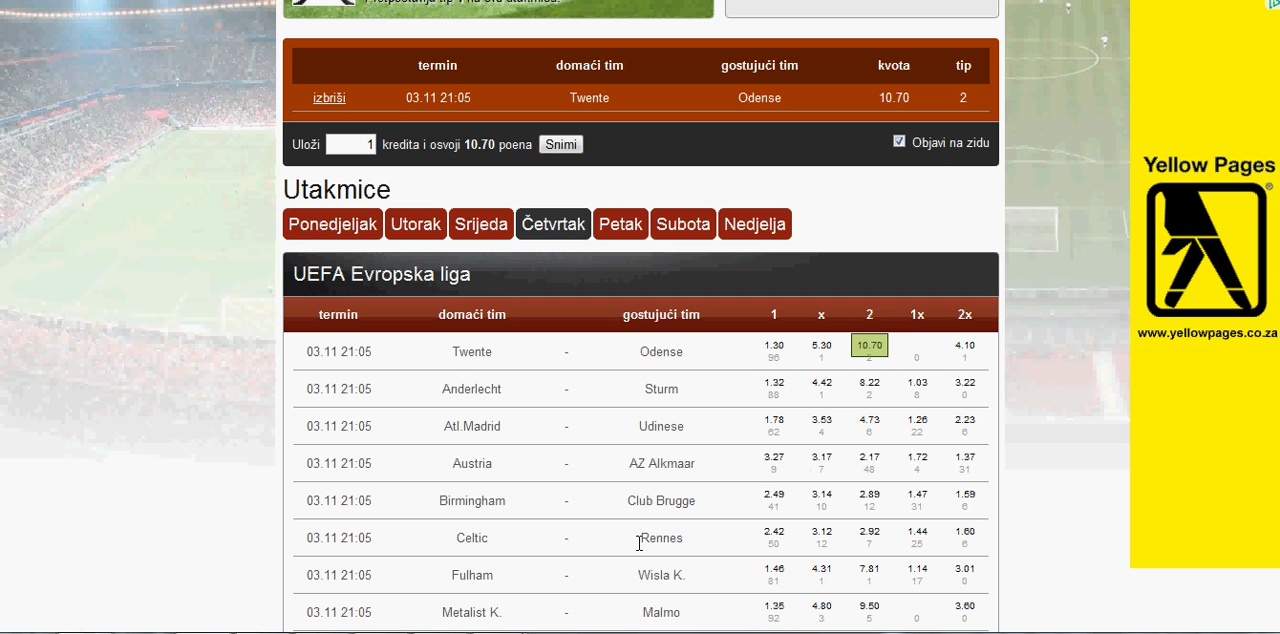 termin domaći tim gostujući tim kvota tip
izbriši 03.11 21:05 Twente Odense 10.70 2
Uloži 1 kredita i osvoji 10.70 poena Snimi Objavi na zidu
Utakmice
Ponedjeljak Utorak Srijeda Četvrtak Petak Subota Nedjelja
UEFA Evropska liga
termin domaći tim gostujući tim 1 x 2 1x 2x
03.11 21:05 Twente - Odense 1.30 5.30 10.70 4.10
96 1 2 0 1
03.11 21:05 Anderlecht - Sturm 1.32 4.42 8.22 1.03 3.22
88 1 2 8 0
03.11 21:05 Atl.Madrid - Udinese 1.78 3.53 4.73 1.26 2.23
62 4 6 22 6
03.11 21:05 Austria - AZ Alkmaar 3.27 3.17 2.17 1.72 1.37
9 7 48 4 31
03.11 21:05 Birmingham - Club Brugge 2.49 3.14 2.89 1.47 1.59
41 10 12 31 6
03.11 21:05 Celtic - Rennes 2.42 3.12 2.92 1.44 1.60
50 12 7 25 6
03.11 21:05 Fulham - Wisla K. 1.46 4.31 7.81 1.14 3.01
81 1 1 17 0
03.11 21:05 Metalist K. - Malmo 1.35 4.80 9.50 3.60
92 3 5 0 0
Yellow Pages
®
www.yellowpages.co.za